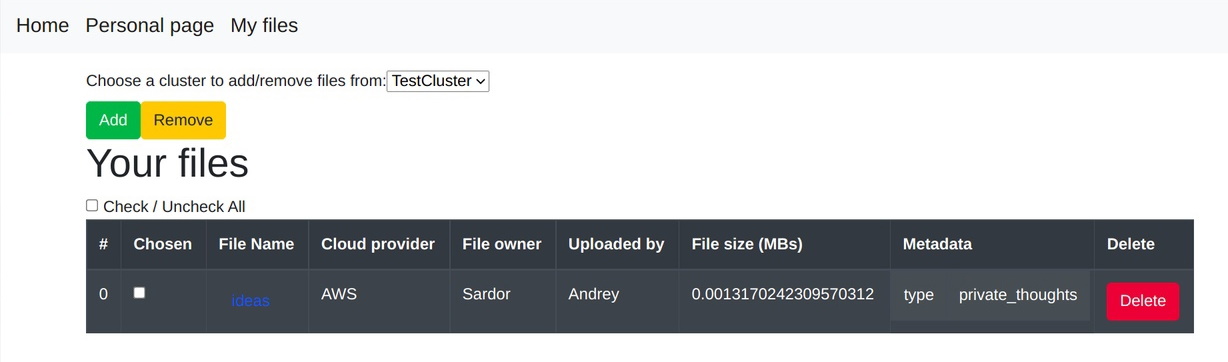 Home Personal page My files
Choose a cluster to add/remove files from: TestCluster
Add Remove
Your files
Check / Uncheck All
# Chosen File Name Cloud provider File owner Uploaded by File size (MBs) Metadata Delete
0 ideas AWS Sardor Andrey 0.0013170242309570312 type private_thoughts Delete